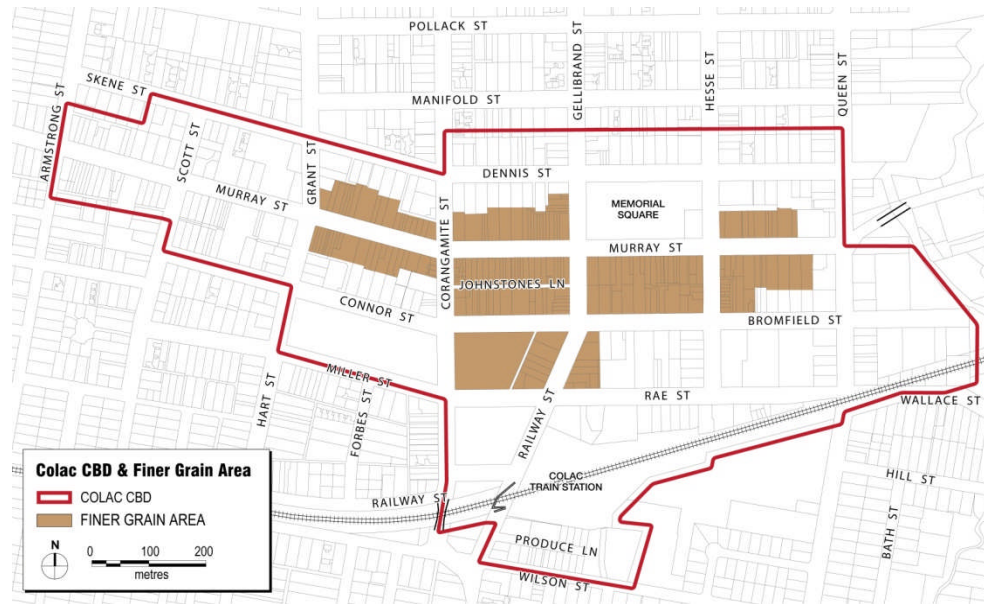 POLLACK ST
SKENE ST
MANIFOLD ST
GELLIBRAND ST
HESSE ST
QUEEN ST
ARMSTRONG ST
SCOTT ST
GRANT ST
DENNIS ST
MURRAY ST
CORANGAMITE ST
MEMORIAL
SQUARE
MURRAY ST
JOHNSTONES LN
CONNOR ST
BROMFIELD ST
MILLER ST
HART ST
FORBES ST
RAILWAY ST
RAE ST
WALLACE ST
COLAC
TRAIN STATION
HILL ST
BATH ST
RAILWAY ST
PRODUCE LN
WILSON ST
Colac CBD & Finer Grain Area
COLAC CBD
FINER GRAIN AREA
N
0 100 200
metres